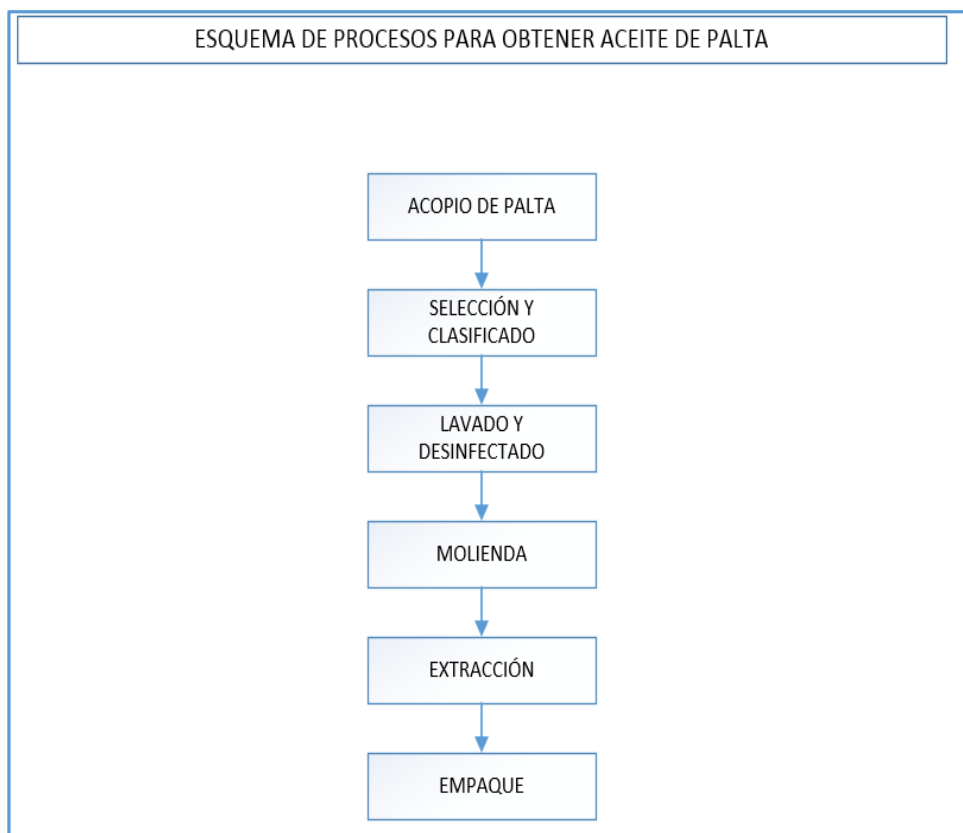 ESQUEMA DE PROCESOS PARA OBTENER ACEITE DE PALTA
ACOPIO DE PALTA
SELECCIÓN Y
CLASIFICADO
LAVADO Y
DESINFECTADO
MOLIENDA
EXTRACCIÓN
EMPAQUE